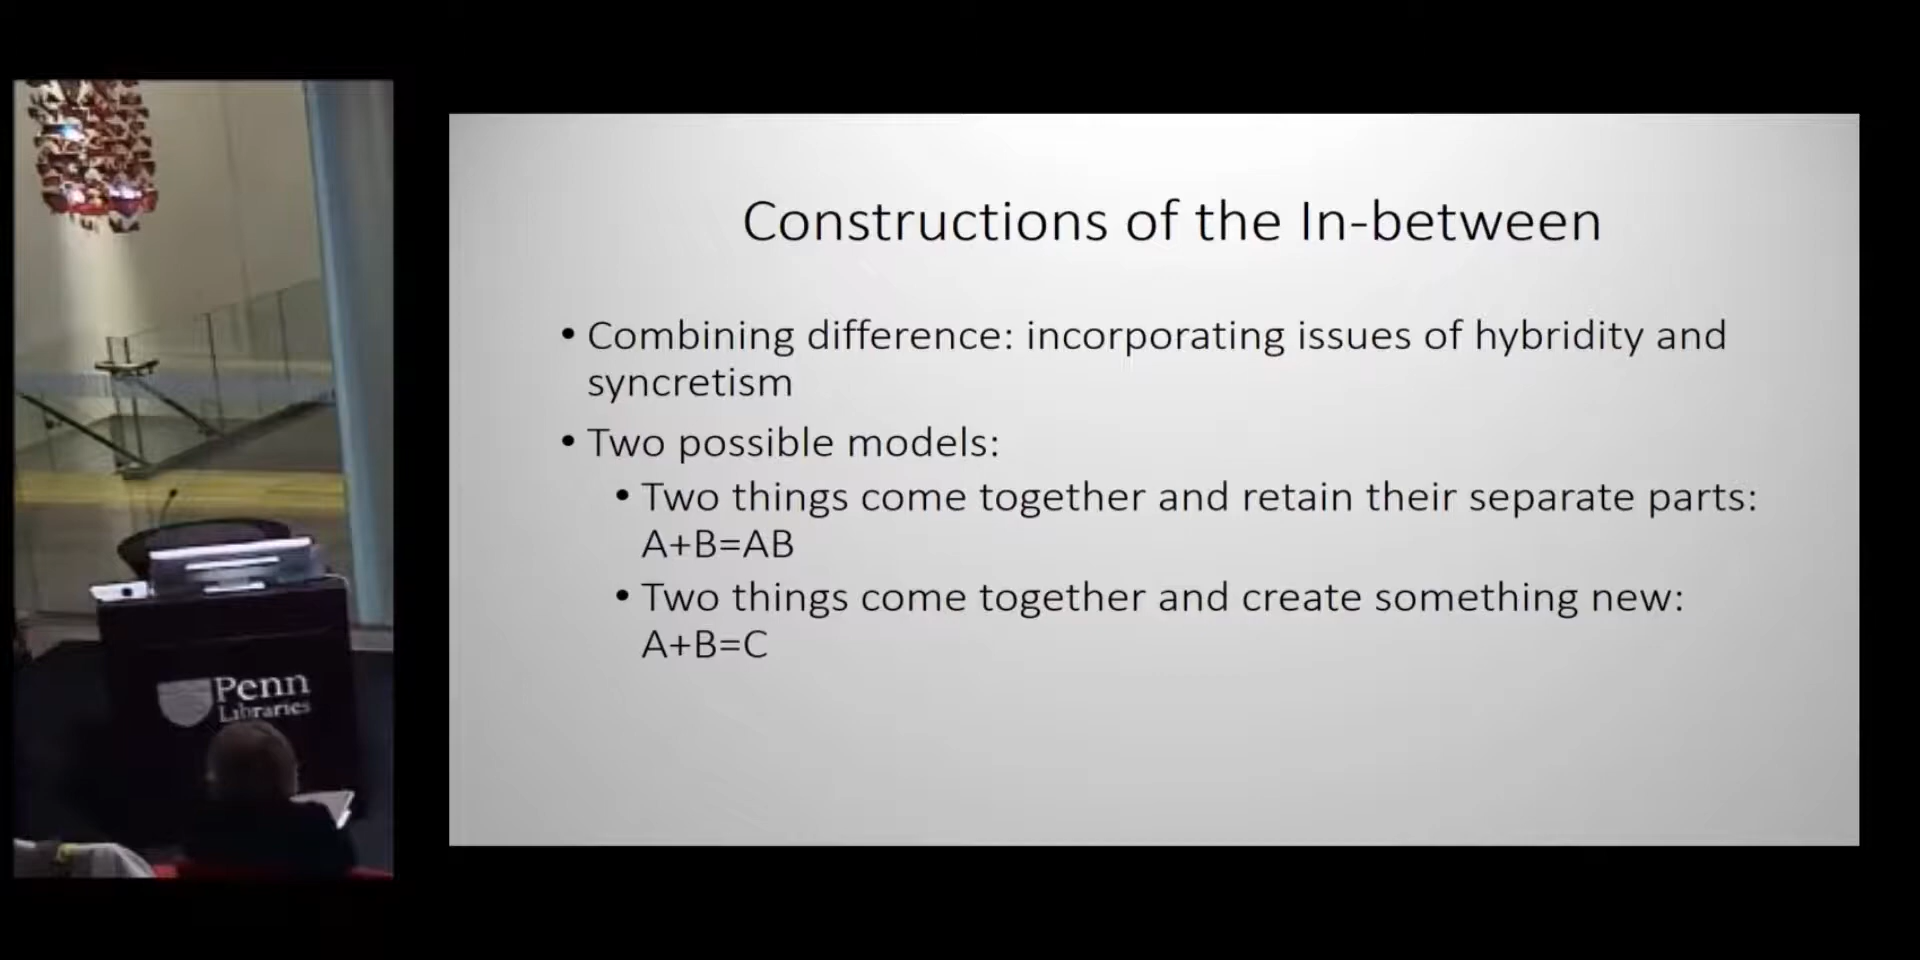 Constructions of the In-between
• Combining difference: incorporating issues of hybridity and
syncretism
• Two possible models:
• Two things come together and retain their separate parts:
A+B=AB
• Two things come together and create something new:
A+B=C
Penn
Libraries